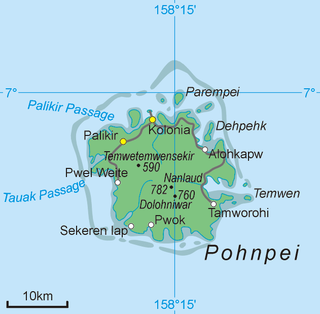 158°15'
Parempei
7°
7°
Palikir Passage
Dehpehk
Kolonia
Palikir
Alohkapw
Temwetemwensekir
590
Pwel Weite
Nanlaud
Tauak Passage
782
760
Temwen
Dolohniwar
Tamworohi
Pwok
Sekeren Iap
Pohnpei
10km
158°15'